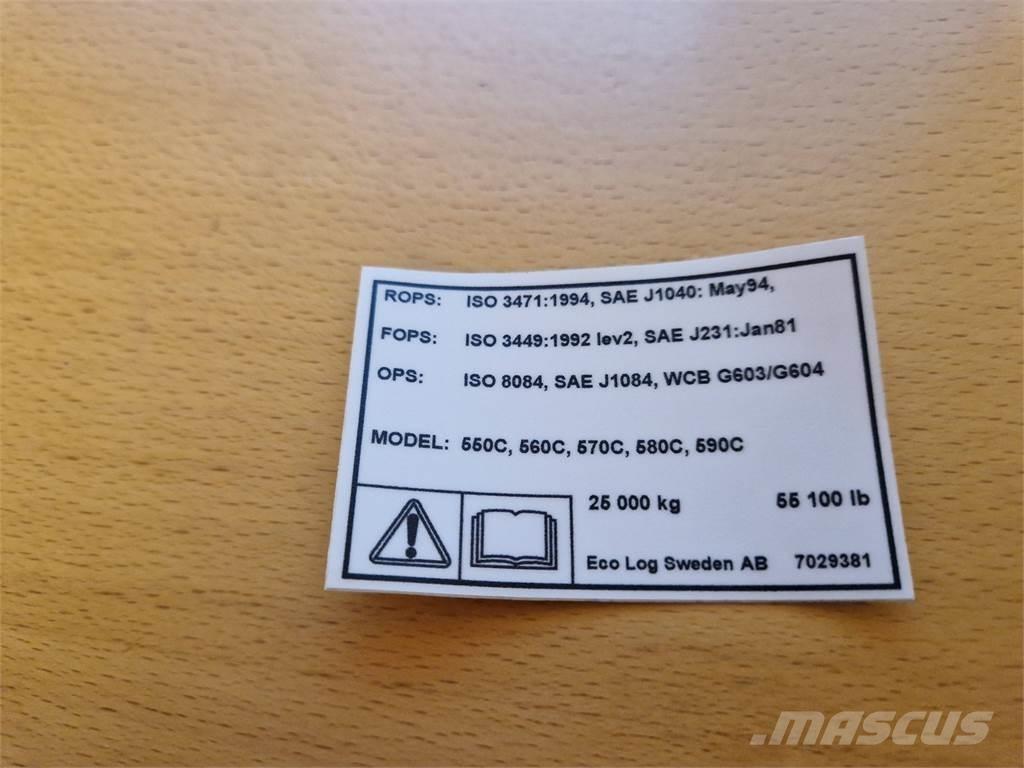 ROPS: ISO 3471:1994, SAE J1040: May94,
FOPS: ISO 3449:1992 lev2, SAE J231:Jan81
OPS: ISO 8084, SAE J1084, WCB G603/G604
MODEL: 550C, 560C, 570C, 580C, 590C
25 000 kg 55 100 lb
Eco Log Sweden AB 7029381
.MASCUS